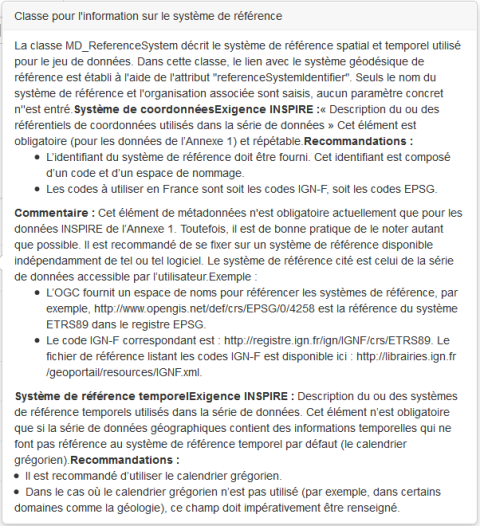 Classe pour l'information sur le système de référence
La classe MD_ReferenceSystem décrit le système de référence spatial et temporel utilisé
pour le jeu de données. Dans cette classe, le lien avec le système géodésique de
référence est établi à l'aide de l'attribut "referenceSystemIdentifier". Seuls le nom du
système de référence et l'organisation associée sont saisis, aucun paramètre concret
n''est entré.Système de coordonnéesExigence INSPIRE :« Description du ou des
référentiels de coordonnées utilisés dans la série de données » Cet élément est
obligatoire (pour les données de l'Annexe 1) et répétable.Recommandations :
• L'identifiant du système de référence doit être fourni. Cet identifiant est composé
d'un code et d'un espace de nommage.
• Les codes à utiliser en France sont soit les codes IGN-F, soit les codes EPSG.
Commentaire : Cet élément de métadonnées n'est obligatoire actuellement que pour les
données INSPIRE de l'Annexe 1. Toutefois, il est de bonne pratique de le noter autant
que possible. Il est recommandé de se fixer sur un système de référence disponible
indépendamment de tel ou tel logiciel. Le système de référence cité est celui de la série
de données accessible par l'utilisateur.Exemple :
• L'OGC fournit un espace de noms pour référencer les systèmes de référence, par
exemple, http://www.opengis.net/def/crs/EPSG/0/4258 est la référence du système
ETRS89 dans le registre EPSG.
• Le code IGN-F correspondant est : http://registre.ign.fr/ign/IGNF/crs/ETRS89. Le
fichier de référence listant les codes IGN-F est disponible ici : http://librairies.ign.fr
/geoportail/resources/IGNF.xml.
Système de référence temporelExigence INSPIRE : Description du ou des systèmes
de référence temporels utilisés dans la série de données. Cet élément n'est obligatoire
que si la série de données géographiques contient des informations temporelles qui ne
font pas référence au système de référence temporel par défaut (le calendrier
grégorien).Recommandations :
• Il est recommandé d'utiliser le calendrier grégorien.
• Dans le cas où le calendrier grégorien n'est pas utilisé (par exemple, dans certains
domaines comme la géologie), ce champ doit impérativement être renseigné.